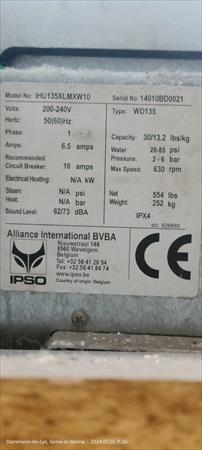 Model No: IHU135XLMXW10 Serial No: 14010BD0021
Volts 200-240V Type: WD135
Hertz 50(60)Hz
Phase 1 Capacity: 30/13.2 lbs/kg
Amps 6.5 amps Water 28-85 psi
Recommended Pressure: 2 - 6 bar
Circuit Breaker: 16 amps Max Speed 630 rpm
Electrical Heating: N/A kW
Steam N/A psi Net 554 lbs
Heat: N/A bar Weight: 252 kg
Sound Level: 62/73 dBA IPX4
stc: 828880
Alliance International BVBA
Nieuwstraat 146
8560 Wevelgem
Belgium
Tel: +32 56 41 20 54
Fax: +32 56 41 86 74
www.ipso.be
Country of origin: Belgium
IPSO
CE
Dammarie-les-Lys, Seine-et-Marne 2024.07.25 11:26